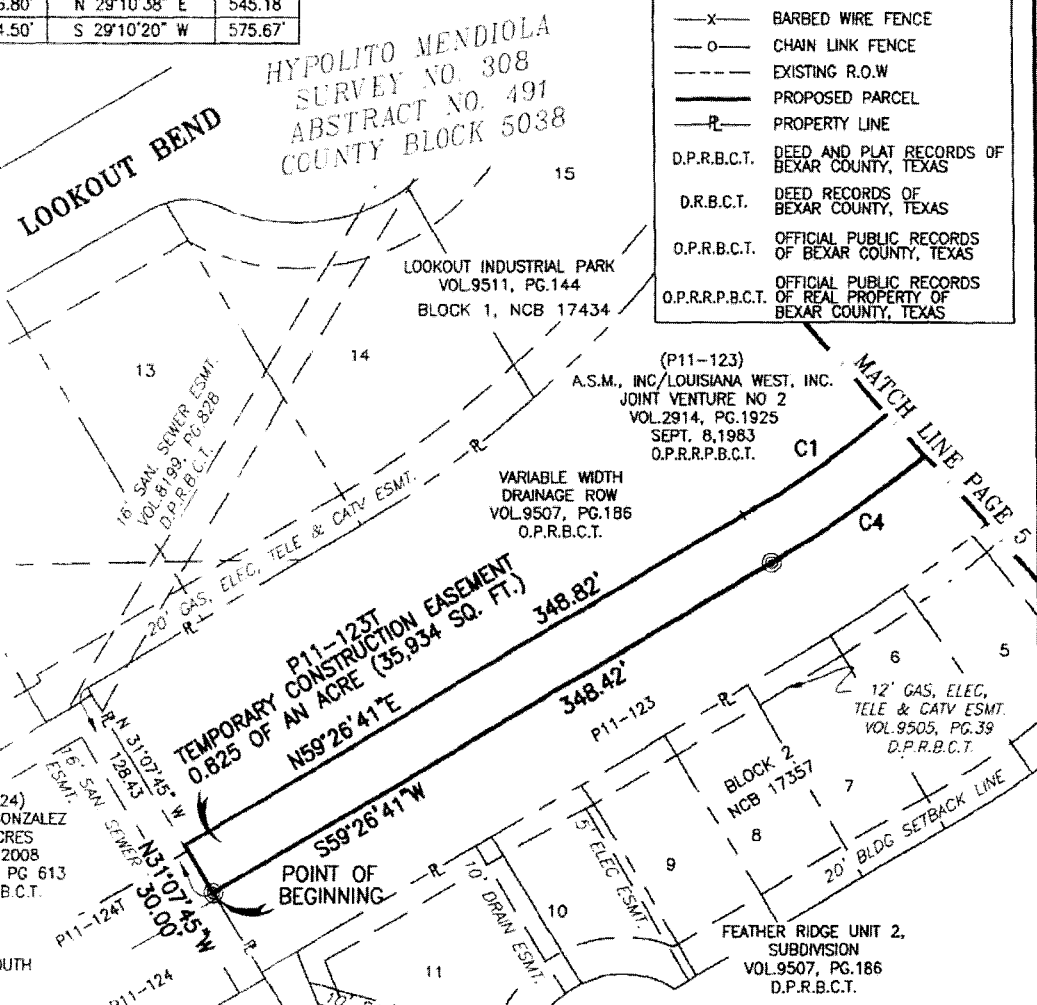 5.80' N 29°10'38" E 545.18'
4.50' S 29°10'20" W 575.67'
HYPOLITO MENDIOLA
SURVEY NO. 308
ABSTRACT NO. 491
COUNTY BLOCK 5038
LOOKOUT BEND
X BARBED WIRE FENCE
O CHAIN LINK FENCE
EXISTING R.O.W
PROPOSED PARCEL
PL PROPERTY LINE
D.P.R.B.C.T. DEED AND PLAT RECORDS OF
BEXAR COUNTY, TEXAS
D.R.B.C.T. DEED RECORDS OF
BEXAR COUNTY, TEXAS
O.P.R.B.C.T. OFFICIAL PUBLIC RECORDS
OF BEXAR COUNTY, TEXAS
O.P.R.R.P.B.C.T. OFFICIAL PUBLIC RECORDS
OF REAL PROPERTY OF
BEXAR COUNTY, TEXAS
15
LOOKOUT INDUSTRIAL PARK
VOL.9511, PG.144
BLOCK 1, NCB 17434
13
14
16' SAN. SEWER ESMT.
VOL.8199, PG.828
D.P.R.B.C.T.
(P11-123)
A.S.M., INC/LOUISIANA WEST, INC.
JOINT VENTURE NO 2
VOL.2914, PG.1925
SEPT. 8,1983
O.P.R.R.P.B.C.T.
MATCH LINE PAGE 5
C1
C4
VARIABLE WIDTH
DRAINAGE ROW
VOL.9507, PG.186
O.P.R.B.C.T.
PL
20' GAS, ELEC, TELE & CATV ESMT.
PL
P11-123T
TEMPORARY CONSTRUCTION EASEMENT
0.825 OF AN ACRE (35,934 SQ. FT.)
N59°26'41"E
348.82'
S59°26'41"W
348.42'
P11-123
PL
PL
N 31°07'45" W
128.43
16' SAN SEWER
ESMT.
N31°07'45"W
30.00'
POINT OF
BEGINNING
PL
PL
24)
ONZALEZ
CRES
2008
PG 613
B.C.T.
P11-124T
P11-124
OUTH
6
5
12' GAS, ELEC,
TELE & CATV ESMT.
VOL.9505, PG.39
D.P.R.B.C.T.
BLOCK 2,
NCB 17357
7
8
9
10
11
20' BLDG SETBACK LINE
5' ELEC ESMT.
10' DRAIN ESMT.
10'
FEATHER RIDGE UNIT 2,
SUBDIVISION
VOL.9507, PG.186
D.P.R.B.C.T.